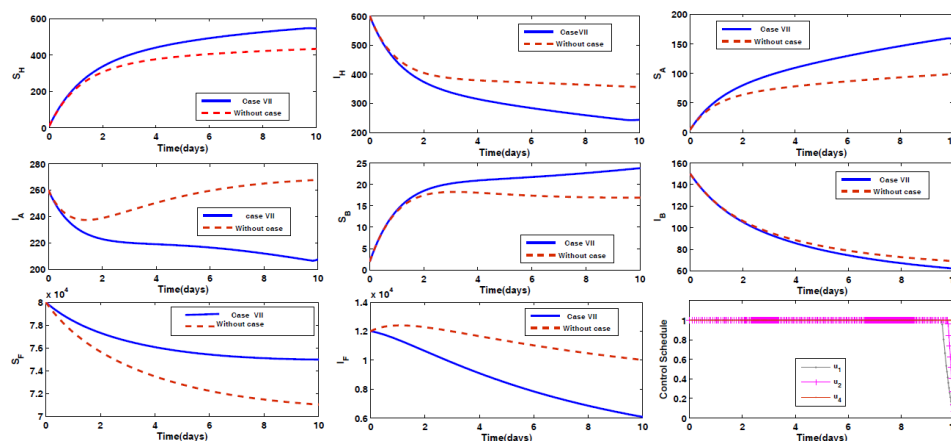 600
400
200
0
S_H
Case VII
Without case
0 2 4 6 8 10
Time(days)
600
500
400
300
200
I_H
CaseVII
Without case
0 2 4 6 8 10
Time(days)
200
150
100
50
0
S_A
Case VII
Without case
0 2 4 6 8
Time(days)
280
260
240
220
200
I_A
case VII
Without case
0 2 4 6 8 10
Time(days)
25
20
15
10
5
0
S_B
Case VII
Without case
0 2 4 6 8 10
Time(days)
160
140
120
100
80
60
I_B
Case VII
Without case
0 2 4 6 8
Time(days)
x 10^4
8
7.8
7.6
7.4
7.2
7
S_F
Case VII
Without case
0 2 4 6 8 10
Time(days)
x 10^4
1.4
1.2
1
0.8
0.6
0.4
I_F
Case VII
Without case
0 2 4 6 8 10
Time(days)
1
0.8
0.6
0.4
0.2
0
Control Schedule
u_1
u_2
u_4
0 2 4 6 8
Time(days)